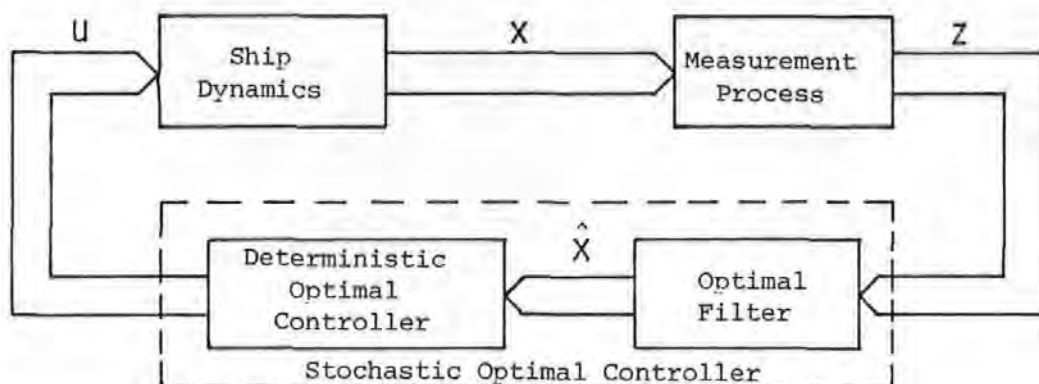 U
Ship
Dynamics
X
Measurement
Process
Z
Deterministic
Optimal
Controller
X̂
Optimal
Filter
Stochastic Optimal Controller